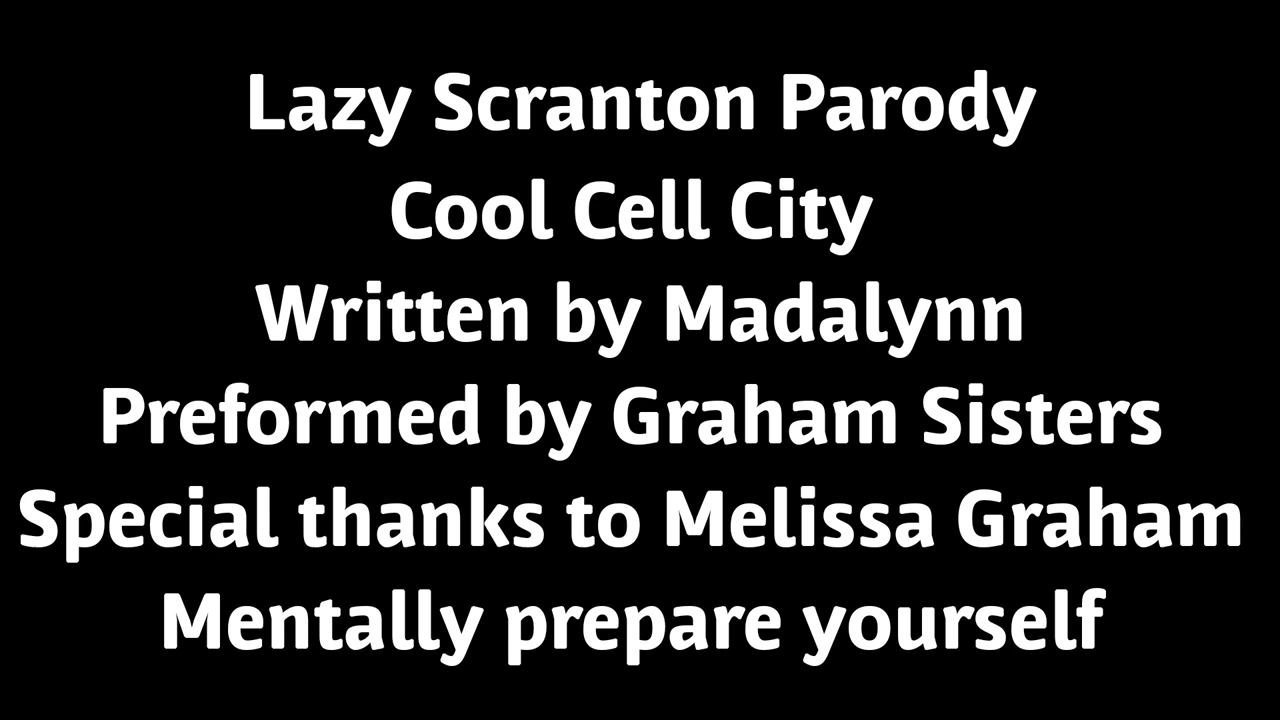 Lazy Scranton Parody
Cool Cell City
Written by Madalynn
Preformed by Graham Sisters
Special thanks to Melissa Graham
Mentally prepare yourself